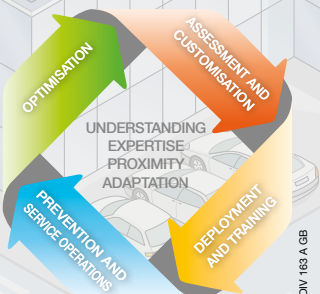 OPTIMISATION
ASSESSMENT AND
CUSTOMISATION
UNDERSTANDING
EXPERTISE
PROXIMITY
ADAPTATION
DEPLOYMENT
AND TRAINING
PREVENTION AND
SERVICE OPERATIONS
DIV 163 A GB